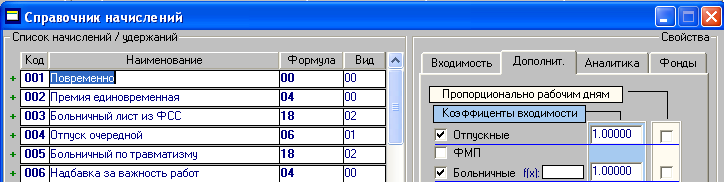 Справочник начислений
Список начислений / удержаний
Код Наименование Формула Вид
+ 001 Повременно 00 00
+ 002 Премия единовременная 04 00
+ 003 Больничный лист из ФСС 18 02
+ 004 Отпуск очередной 06 01
+ 005 Больничный по травматизму 18 02
+ 006 Надбавка за важность работ 04 00
Свойства
Входимость Дополнит. Аналитика Фонды
Пропорционально рабочим дням
Коэффиценты входимости
Отпускные 1.00000
ФМП
Больничные f(x): 1.00000